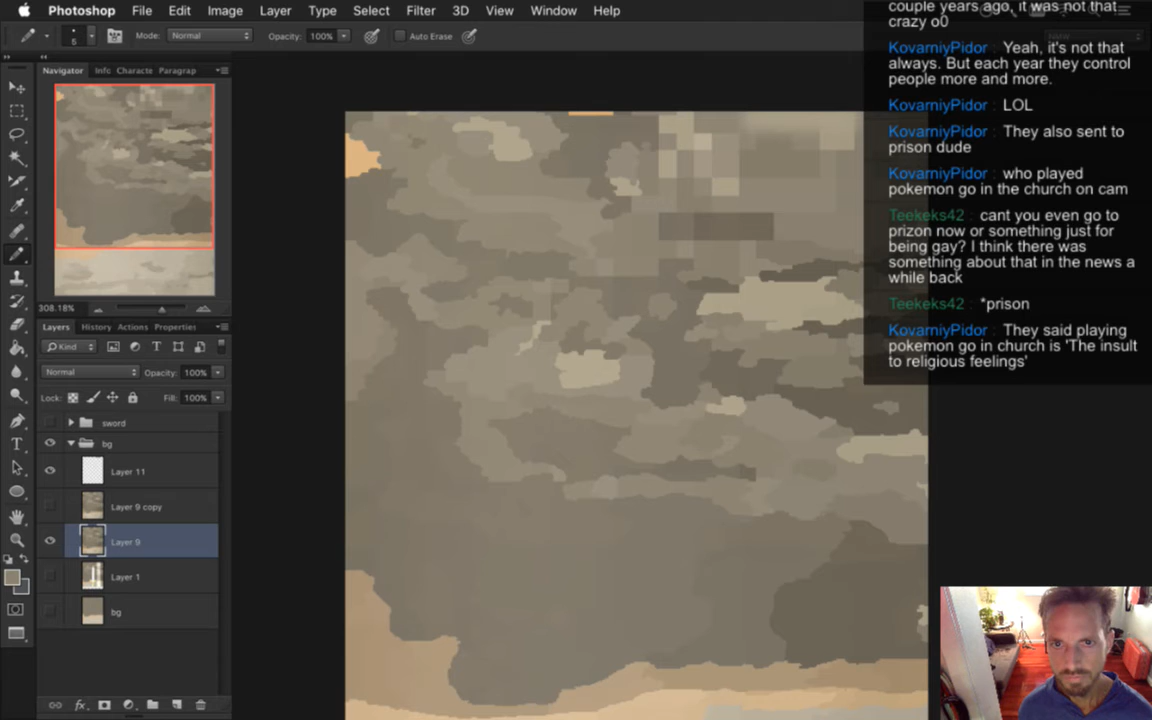 Photoshop File Edit Image Layer Type Select Filter 3D View Window Help
5 Mode: Normal Opacity: 100% Auto Erase
Navigator Info Characte Paragrap
308.18%
Layers History Actions Properties
Kind
Normal Opacity: 100%
Lock: Fill: 100%
sword
bg
Layer 11
Layer 9 copy
Layer 9
Layer 1
bg
couple years ago, it was not that
crazy o0
KovarniyPidor : Yeah, it's not that
always. But each year they control
people more and more.
KovarniyPidor : LOL
KovarniyPidor : They also sent to
prison dude
KovarniyPidor : who played
pokemon go in the church on cam
Teekeks42 : cant you even go to
prizon now or something just for
being gay? I think there was
something about that in the news a
while back
Teekeks42 : *prison
KovarniyPidor : They said playing
pokemon go in church is 'The insult
to religious feelings'